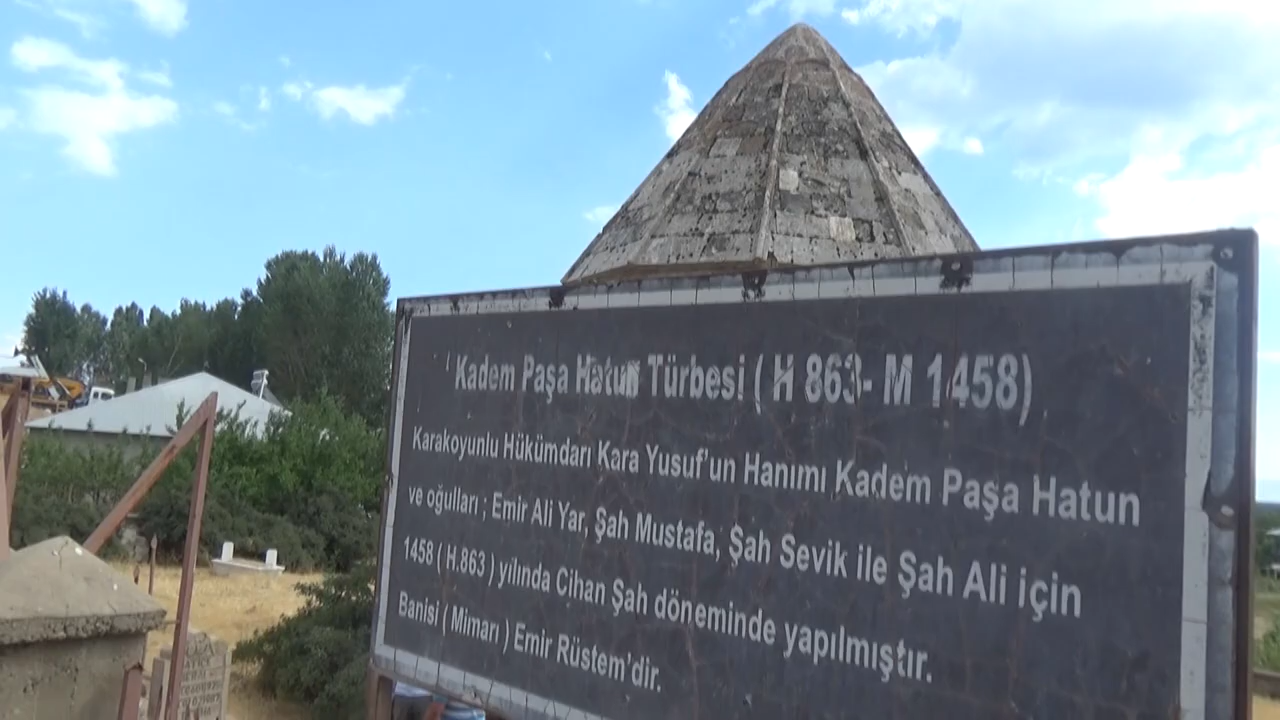 Kadem Paşa Hatun Türbesi ( H 863- M 1458)
Karakoyunlu Hükümdarı Kara Yusuf'un Hanımı Kadem Paşa Hatun
ve oğulları ; Emir Ali Yar, Şah Mustafa, Şah Sevik ile Şah Ali için
1458 ( H.863 ) yılında Cihan Şah döneminde yapılmıştır.
Banisi ( Mimarı ) Emir Rüstem'dir.